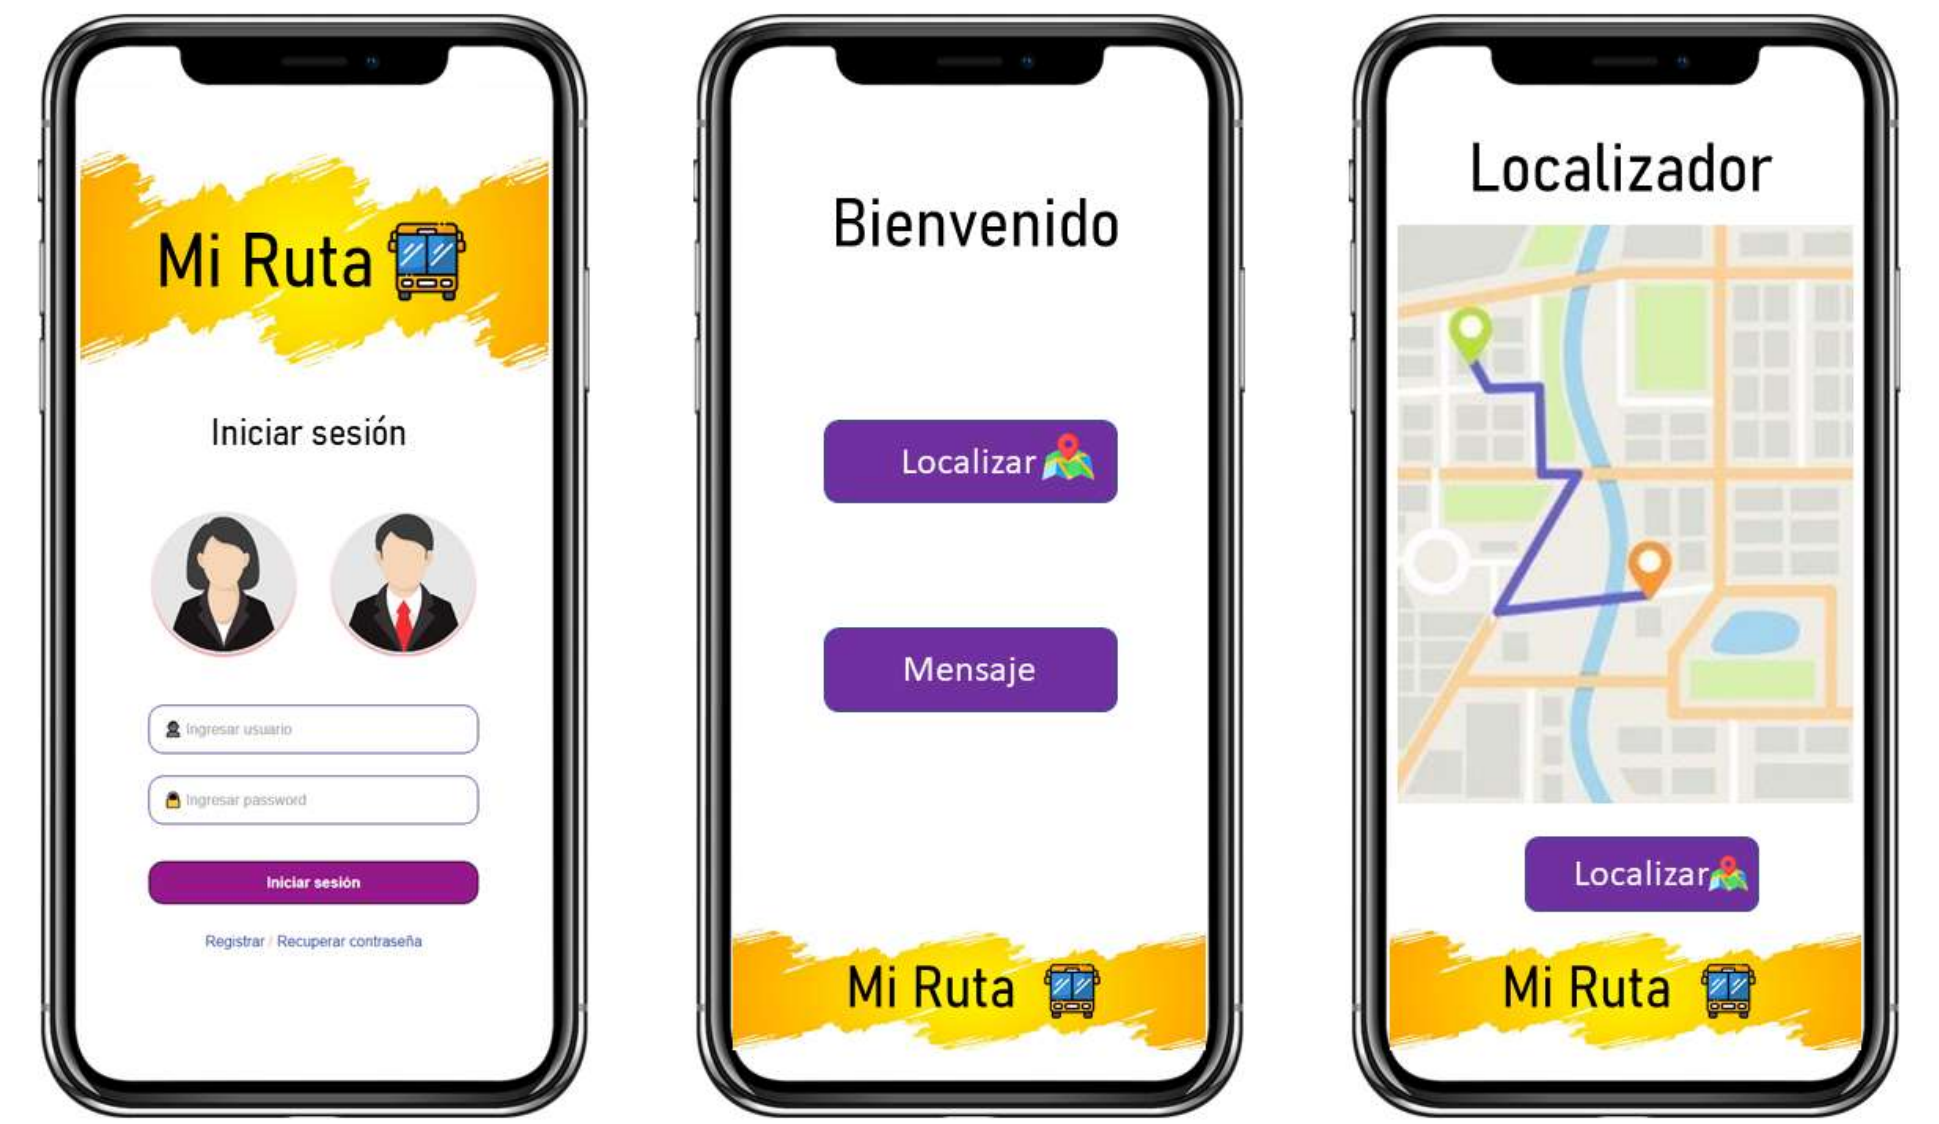 Mi Ruta
Iniciar sesión
Ingresar usuario
Ingresar password
Iniciar sesión
Registrar / Recuperar contraseña
Bienvenido
Localizar
Mensaje
Mi Ruta
Localizador
Localizar
Mi Ruta